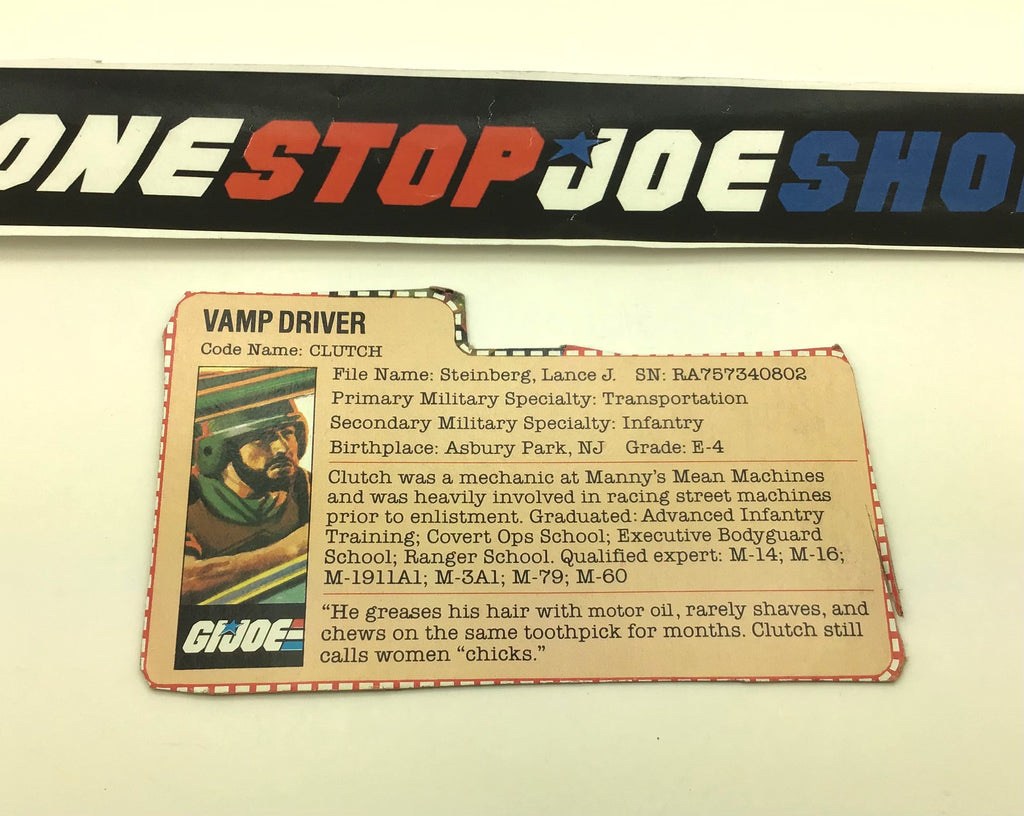 ONE STOP JOE SHO
VAMP DRIVER
Code Name: CLUTCH
File Name: Steinberg, Lance J. SN: RA757340802
Primary Military Specialty: Transportation
Secondary Military Specialty: Infantry
Birthplace: Asbury Park, NJ Grade: E-4
Clutch was a mechanic at Manny's Mean Machines
and was heavily involved in racing street machines
prior to enlistment. Graduated: Advanced Infantry
Training; Covert Ops School; Executive Bodyguard
School; Ranger School. Qualified expert: M-14; M-16;
M-1911A1; M-3A1; M-79; M-60
"He greases his hair with motor oil, rarely shaves, and
chews on the same toothpick for months. Clutch still
calls women "chicks."
GIJOE